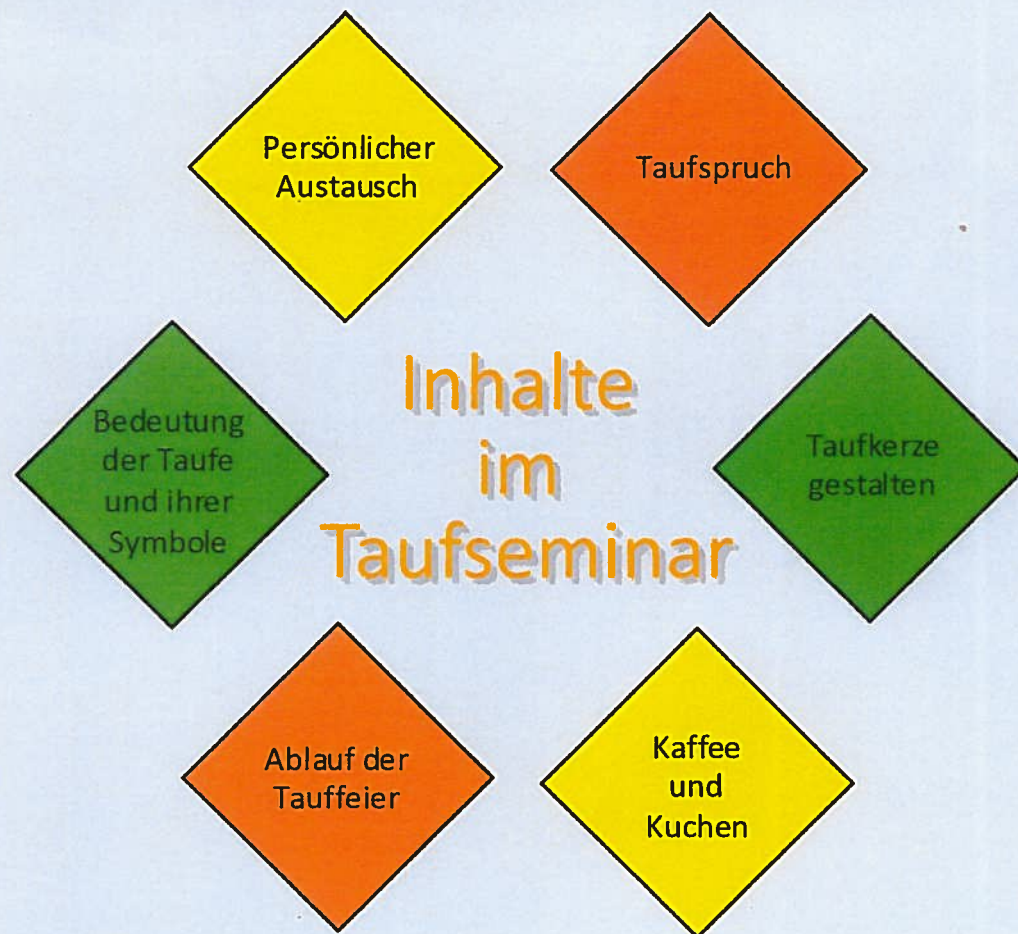 Persönlicher
Austausch
Taufspruch
Bedeutung
der Taufe
und ihrer
Symbole
Inhalte
im
Taufseminar
Taufkerze
gestalten
Ablauf der
Tauffeier
Kaffee
und
Kuchen